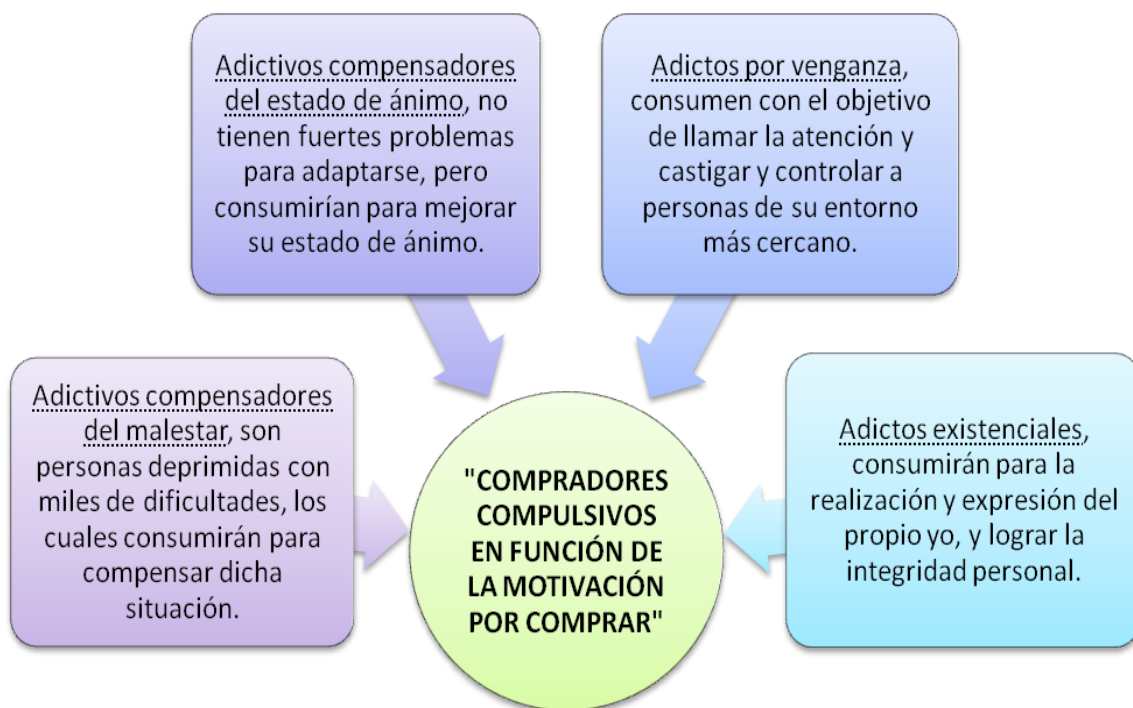 Adictivos compensadores
del estado de ánimo, no
tienen fuertes problemas
para adaptarse, pero
consumirían para mejorar
su estado de ánimo.
Adictos por venganza,
consumen con el objetivo
de llamar la atención y
castigar y controlar a
personas de su entorno
más cercano.
Adictivos compensadores
del malestar, son
personas deprimidas con
miles de dificultades, los
cuales consumirán para
compensar dicha
situación.
"COMPRADORES
COMPULSIVOS
EN FUNCIÓN DE
LA MOTIVACIÓN
POR COMPRAR"
Adictos existenciales,
consumirán para la
realización y expresión del
propio yo, y lograr la
integridad personal.